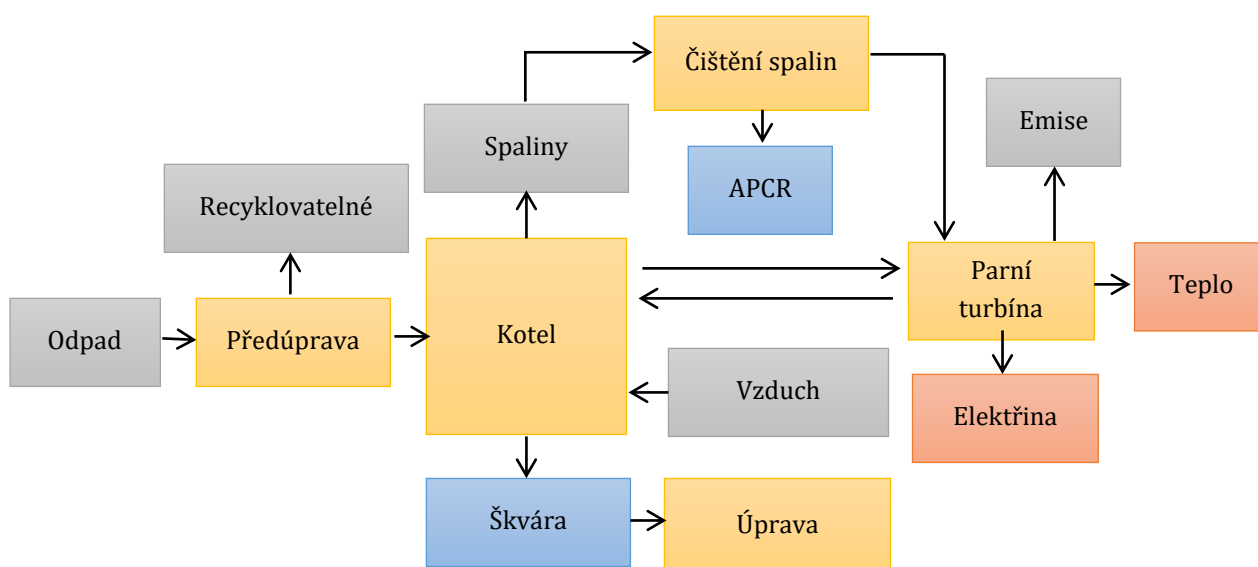 Čištění spalin
Emise
Spaliny
APCR
Recyklovatelné
Parní
turbína
Teplo
Odpad
Předúprava
Kotel
Vzduch
Elektřina
Škvára
Úprava